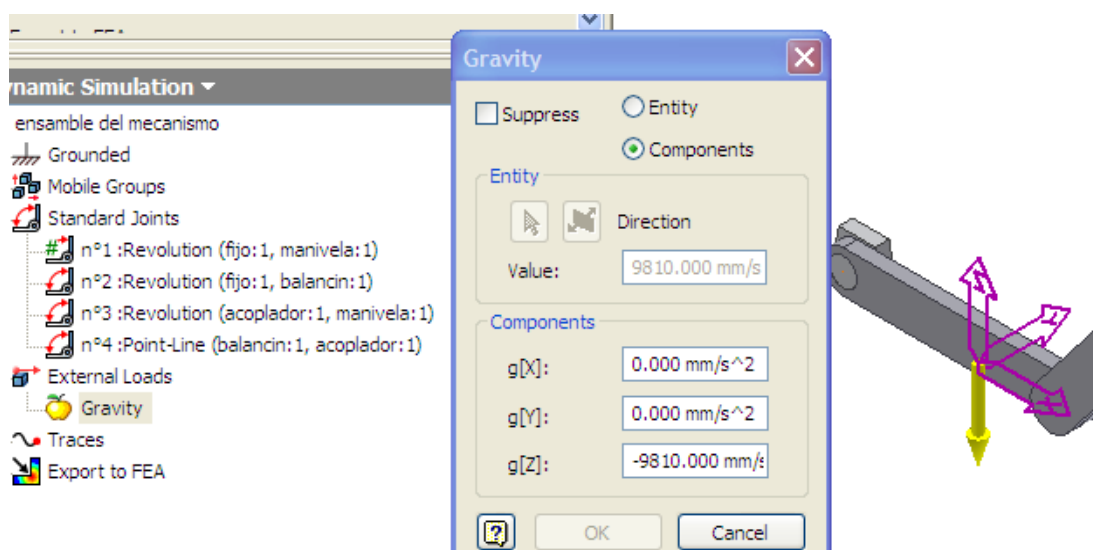 Gravity
namic Simulation
ensamble del mecanismo
Grounded
Mobile Groups
Standard Joints
n°1 :Revolution (fijo:1, manivela:1)
n°2 :Revolution (fijo:1, balancin:1)
n°3 :Revolution (acoplador:1, manivela:1)
n°4 :Point-Line (balancin:1, acoplador:1)
External Loads
Gravity
Traces
Export to FEA
Suppress
Entity
Components
Entity
Direction
Value: 9810.000 mm/s
Components
g[X]: 0.000 mm/s^2
g[Y]: 0.000 mm/s^2
g[Z]: -9810.000 mm/s
OK Cancel